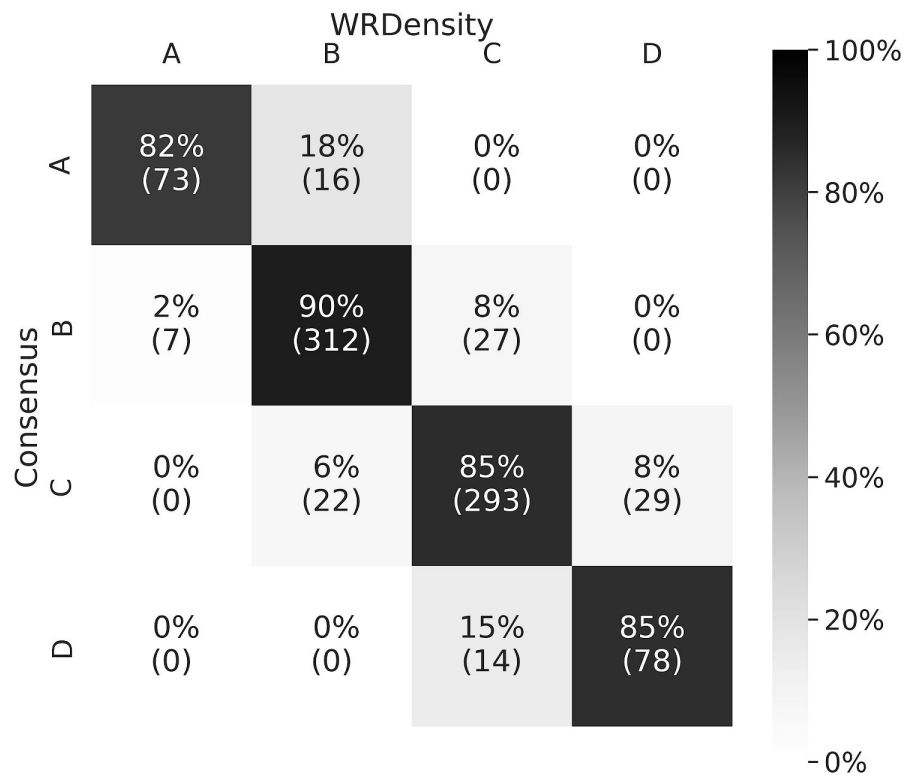 WRDensity
A B C D
100%
80%
60%
40%
20%
0%
Consensus
A
82% 18% 0% 0%
(73) (16) (0) (0)
B
2% 90% 8% 0%
(7) (312) (27) (0)
C
0% 6% 85% 8%
(0) (22) (293) (29)
D
0% 0% 15% 85%
(0) (0) (14) (78)